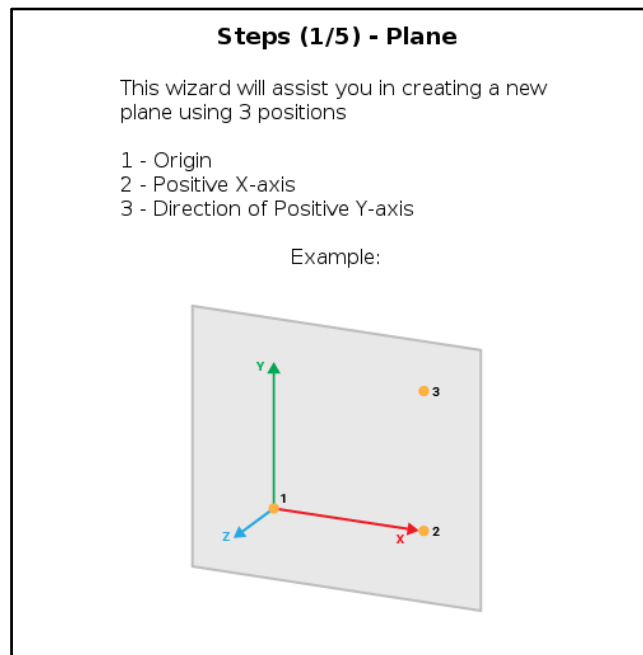 Steps (1/5) - Plane
This wizard will assist you in creating a new
plane using 3 positions
1 - Origin
2 - Positive X-axis
3 - Direction of Positive Y-axis
Example:
Y
3
1
Z
X
2